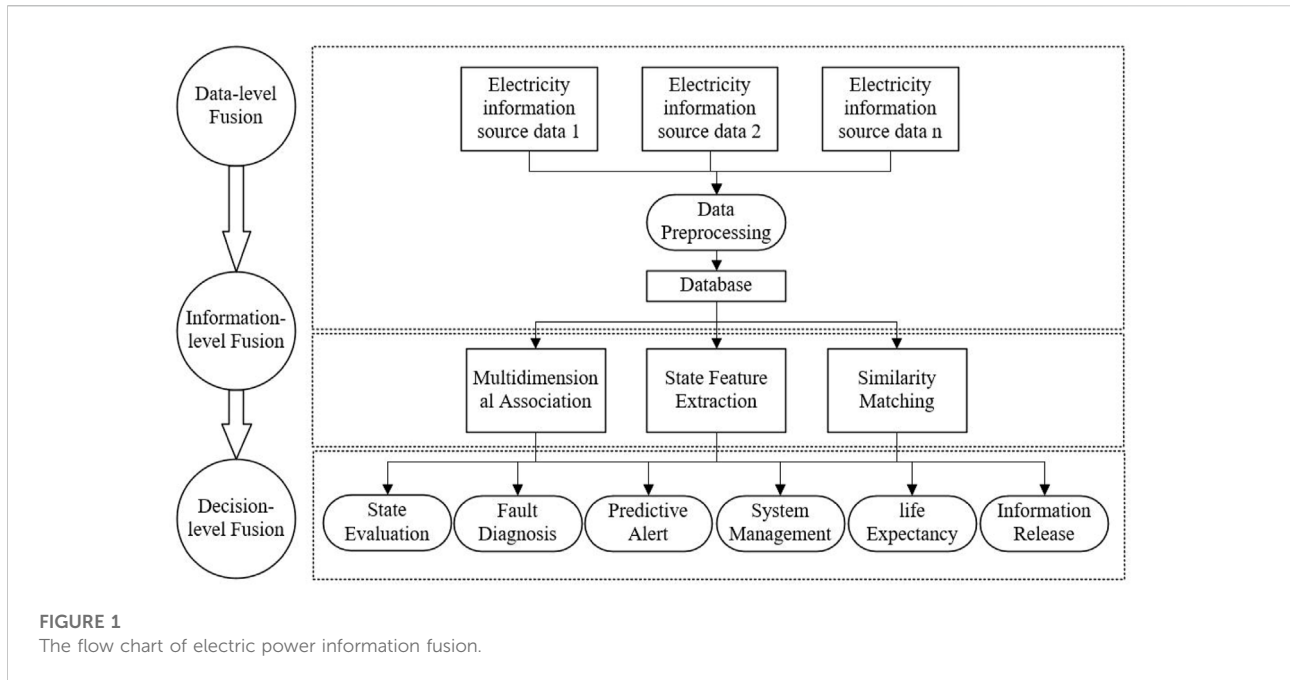 Data-level
Fusion
Electricity
information
source data 1
Electricity
information
source data 2
Electricity
information
source data n
Data
Preprocessing
Database
Information-
level Fusion
Multidimension
al Association
State Feature
Extraction
Similarity
Matching
Decision-
level Fusion
State
Evaluation
Fault
Diagnosis
Predictive
Alert
System
Management
life
Expectancy
Information
Release
FIGURE 1
The flow chart of electric power information fusion.